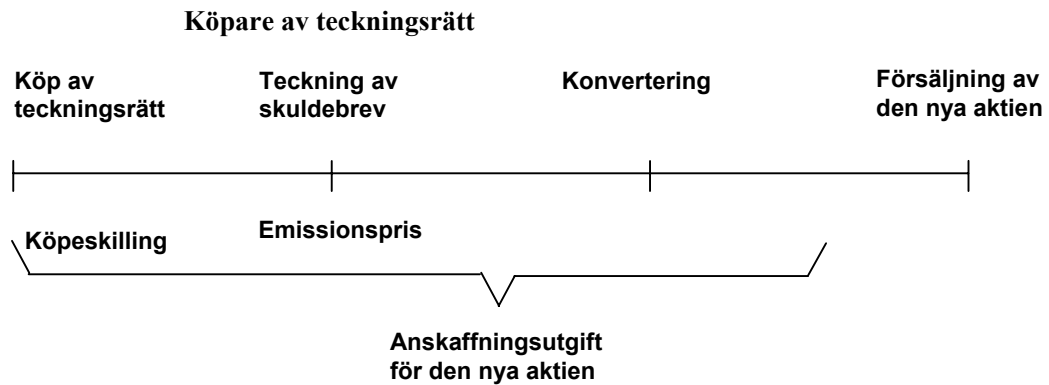 Köpare av teckningsrätt
Köp av
teckningsrätt
Teckning av
skuldebrev
Konvertering
Försäljning av
den nya aktien
Köpeskilling
Emissionspris
Anskaffningsutgift
för den nya aktien